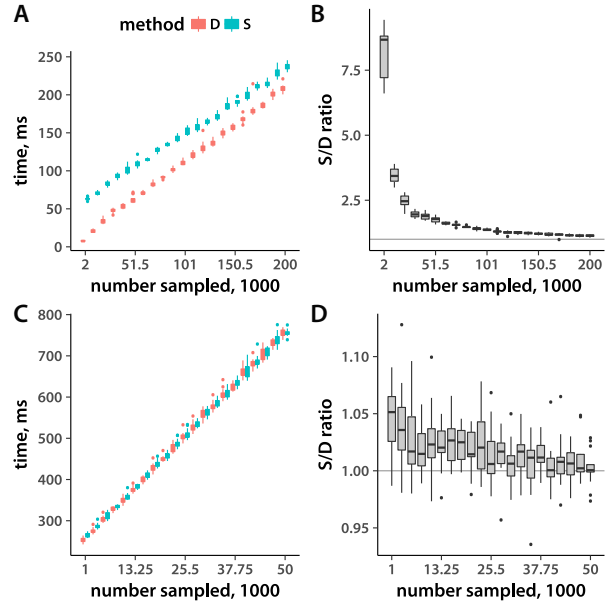 A
method D S
time, ms
250
200
150
100
50
0
2 51.5 101 150.5 200
number sampled, 1000
B
S/D ratio
7.5
5.0
2.5
2 51.5 101 150.5 200
number sampled, 1000
C
time, ms
800
700
600
500
400
300
1 13.25 25.5 37.75 50
number sampled, 1000
D
S/D ratio
1.10
1.05
1.00
0.95
1 13.25 25.5 37.75 50
number sampled, 1000